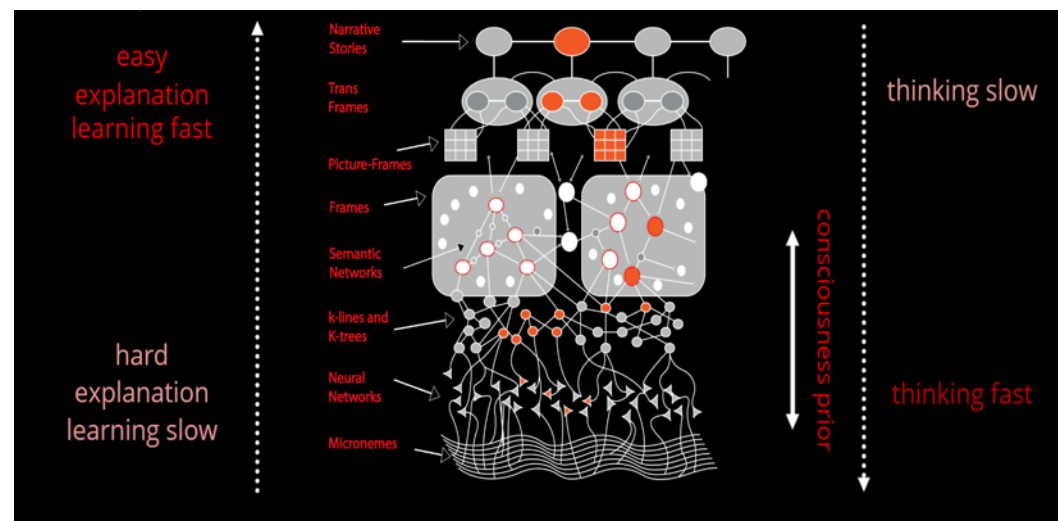 easy
explanation
learning fast
hard
explanation
learning slow
Narrative
Stories
Trans
Frames
Picture-Frames
Frames
Semantic
Networks
k-lines and
K-trees
Neural
Networks
Micronemes
thinking slow
consciousness prior
thinking fast